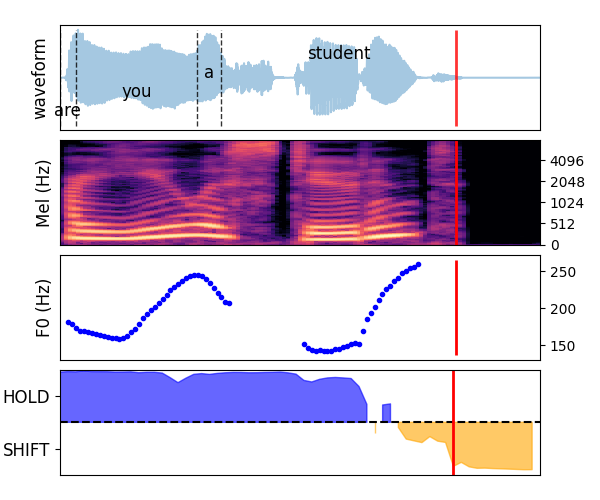 waveform
are
you
a
student
Mel (Hz)
4096
2048
1024
512
0
F0 (Hz)
250
200
150
HOLD
SHIFT